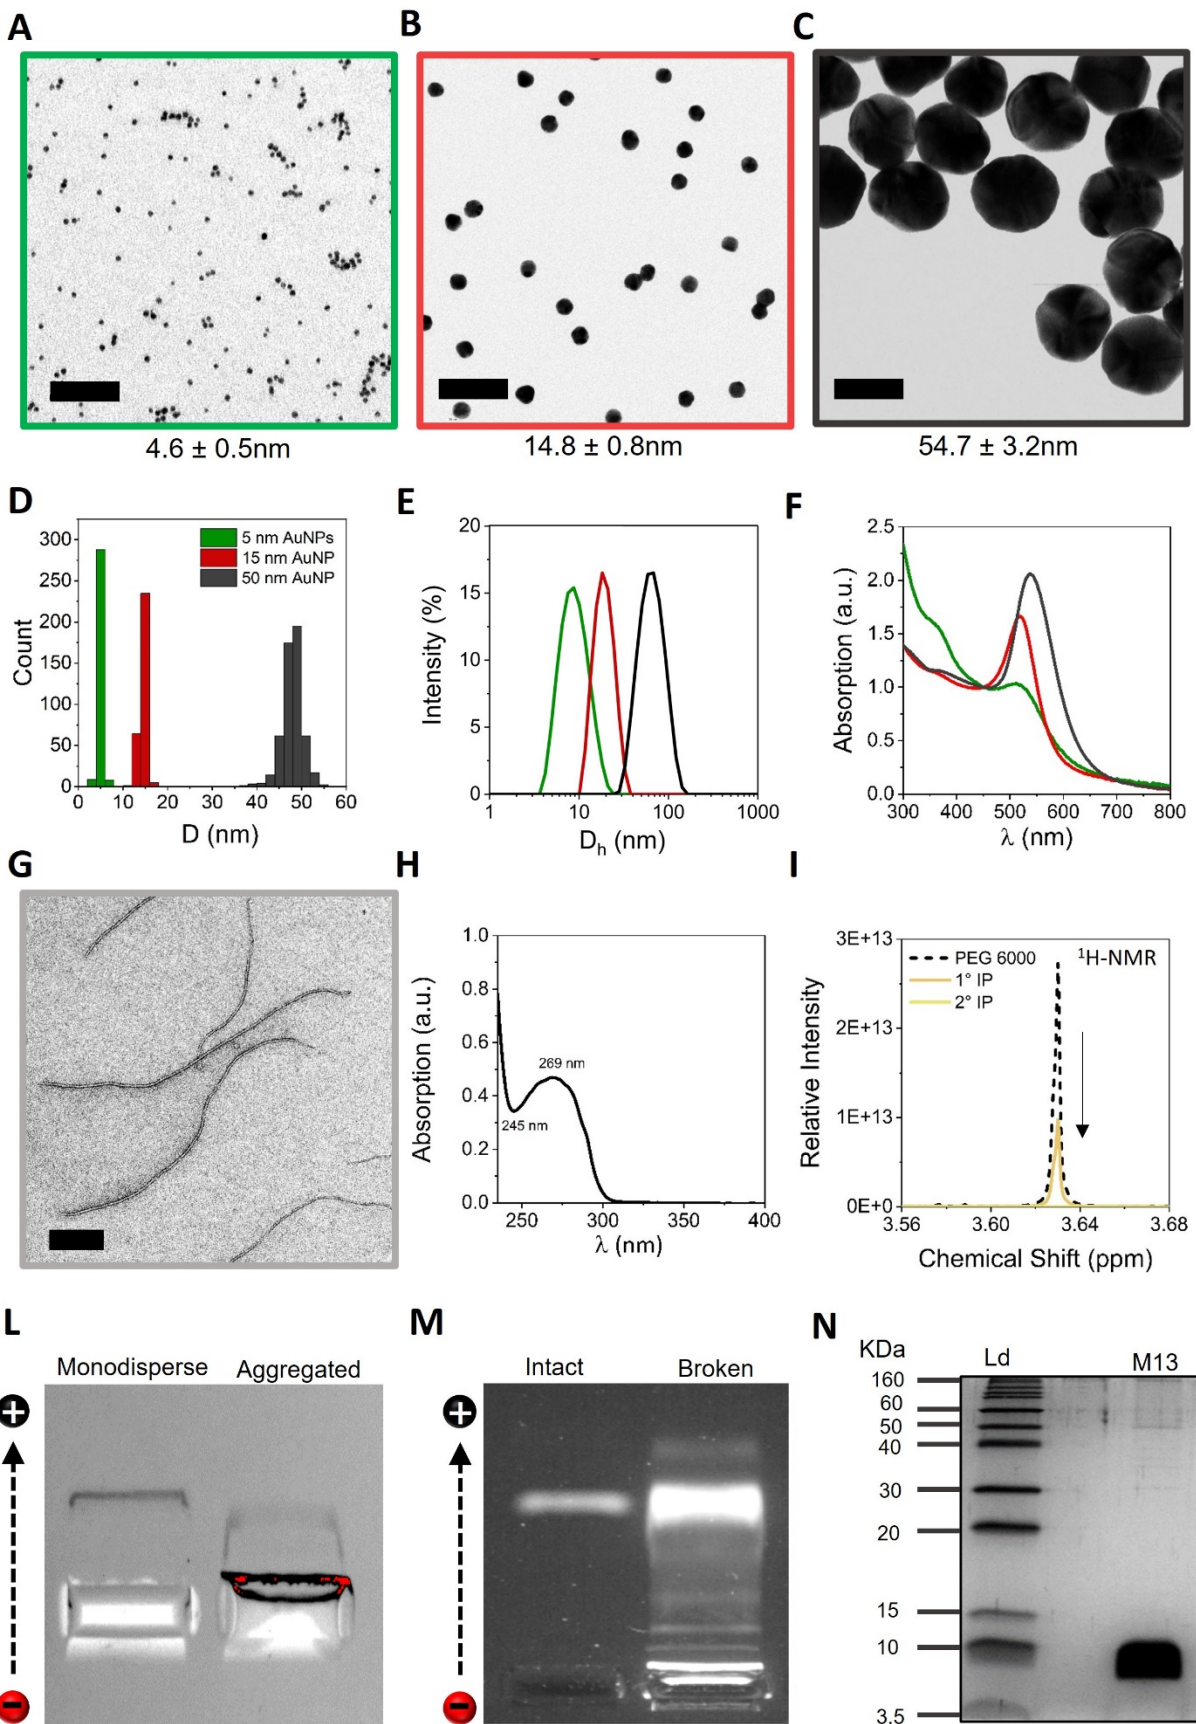 A
B
C
4.6 ± 0.5nm
14.8 ± 0.8nm
54.7 ± 3.2nm
D
300
250
200
150
100
50
0
Count
0 10 20 30 40 50 60
D (nm)
5 nm AuNPs
15 nm AuNP
50 nm AuNP
E
20
15
10
5
0
Intensity (%)
1 10 100 1000
Dh (nm)
F
2.5
2.0
1.5
1.0
0.5
0.0
Absorption (a.u.)
300 400 500 600 700 800
λ (nm)
G
H
1.0
0.8
0.6
0.4
0.2
0.0
Absorption (a.u.)
269 nm
245 nm
250 300 350 400
λ (nm)
I
3E+13
2E+13
1E+13
0E+0
Relative Intensity
PEG 6000
1° IP
2° IP
¹H-NMR
3.56 3.60 3.64 3.68
Chemical Shift (ppm)
L
Monodisperse Aggregated
+
−
M
Intact Broken
+
−
N
KDa
Ld M13
160
60
50
40
30
20
15
10
3.5